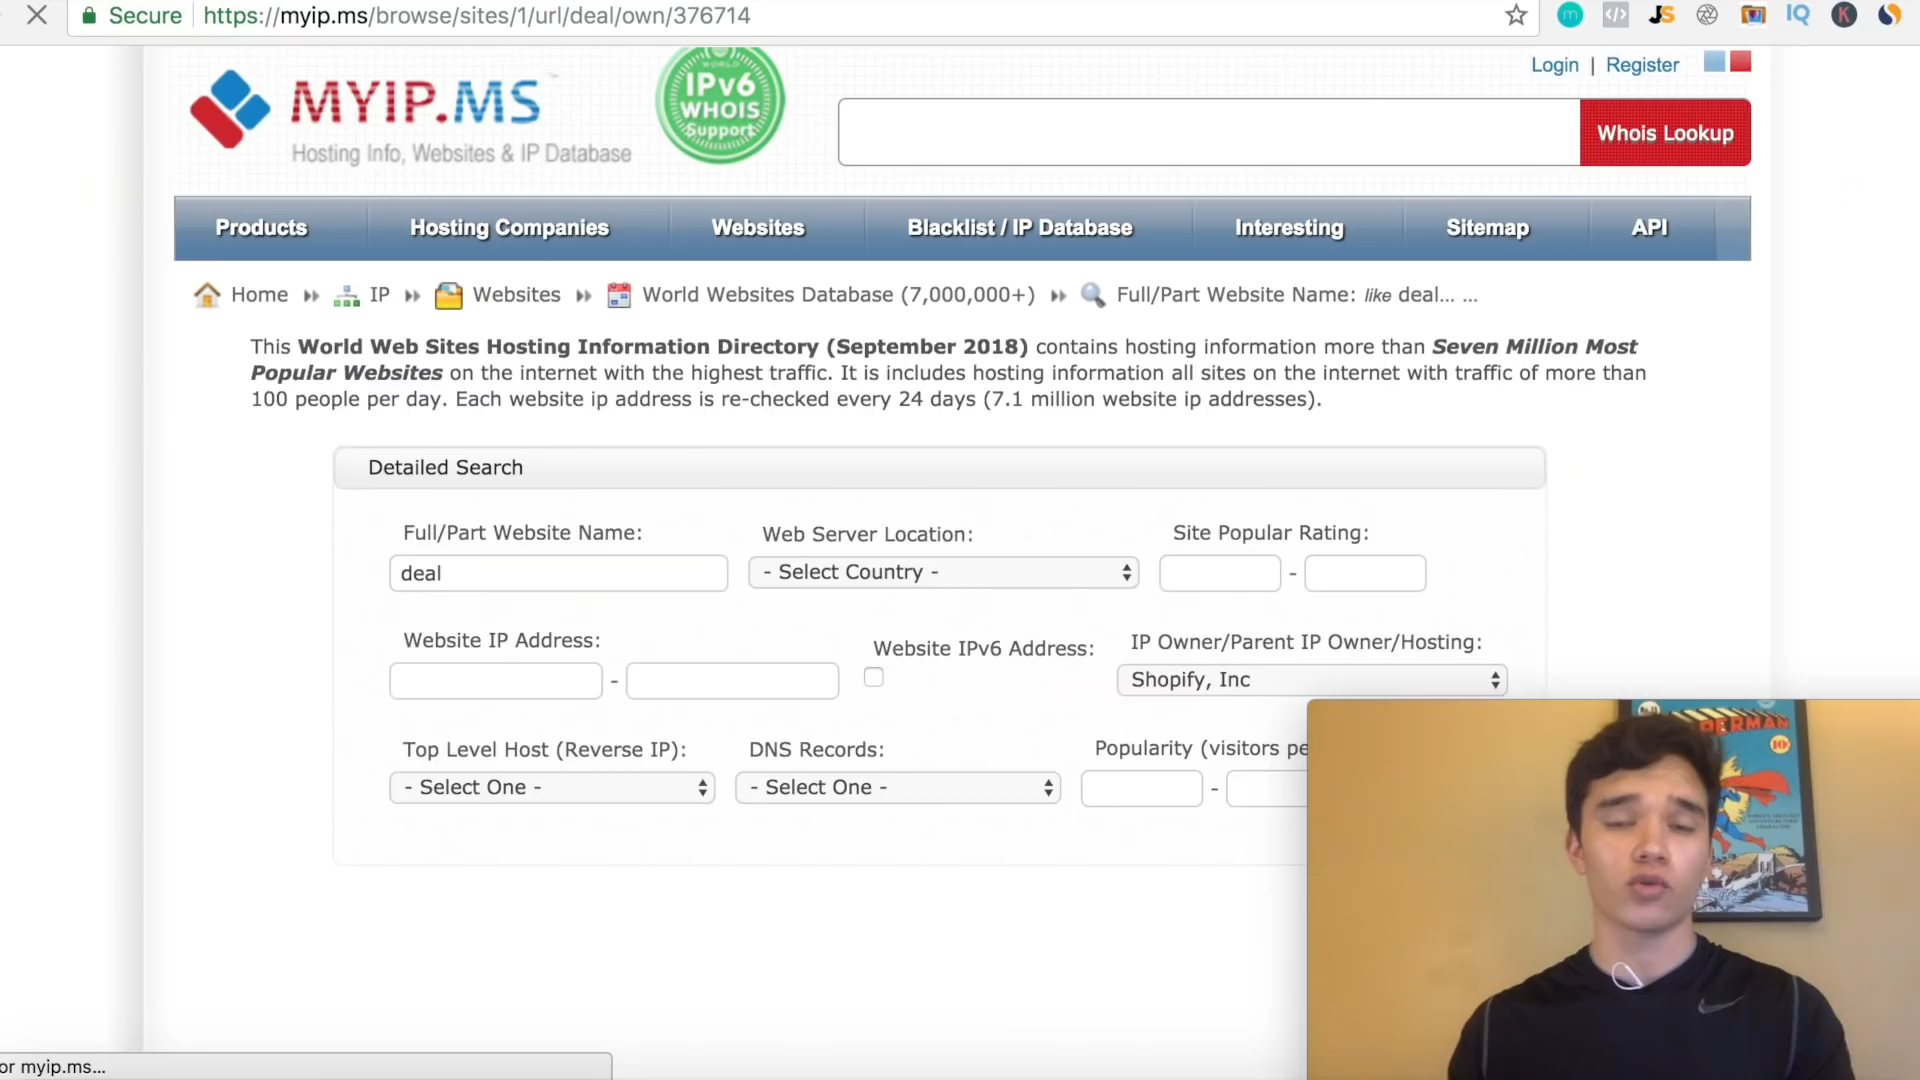 Secure https://myip.ms/browse/sites/1/url/deal/own/376714
m </> JS IQ K
Login | Register
MYIP.MS
Hosting Info, Websites & IP Database
WORLD
IPv6
WHOIS
Support
Whois Lookup
Products Hosting Companies Websites Blacklist / IP Database Interesting Sitemap API
Home IP Websites World Websites Database (7,000,000+) Full/Part Website Name: like deal... ...
This World Web Sites Hosting Information Directory (September 2018) contains hosting information more than Seven Million Most
Popular Websites on the internet with the highest traffic. It is includes hosting information all sites on the internet with traffic of more than
100 people per day. Each website ip address is re-checked every 24 days (7.1 million website ip addresses).
Detailed Search
Full/Part Website Name: Web Server Location: Site Popular Rating:
deal - Select Country - -
Website IP Address: Website IPv6 Address: IP Owner/Parent IP Owner/Hosting:
- Shopify, Inc
Top Level Host (Reverse IP): DNS Records: Popularity (visitors pe
- Select One - - Select One - -
PERMAN
10¢
or myip.ms...